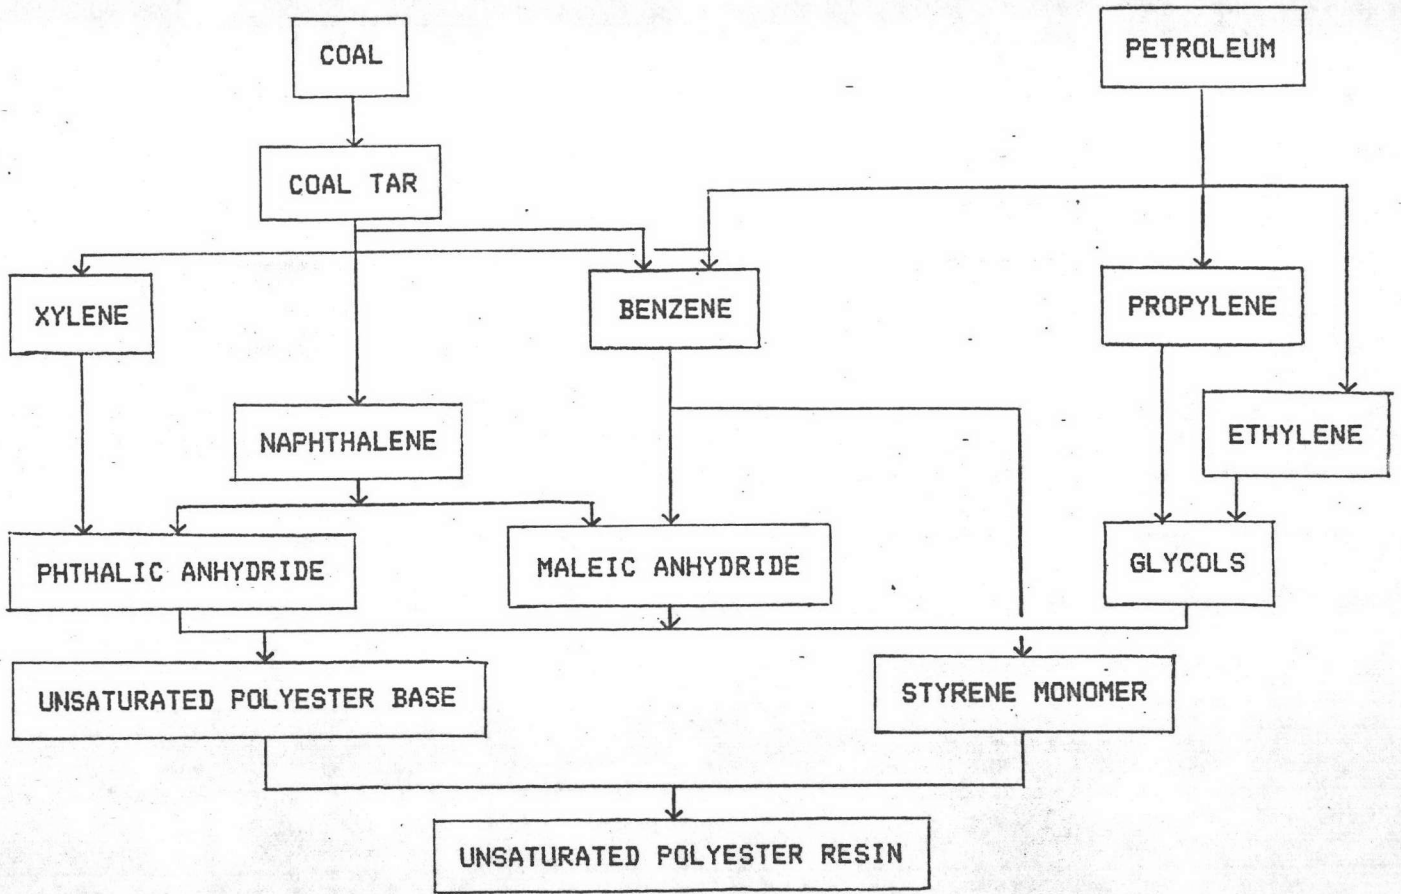 COAL
PETROLEUM
COAL TAR
XYLENE
BENZENE
PROPYLENE
NAPHTHALENE
ETHYLENE
PHTHALIC ANHYDRIDE
MALEIC ANHYDRIDE
GLYCOLS
UNSATURATED POLYESTER BASE
STYRENE MONOMER
UNSATURATED POLYESTER RESIN